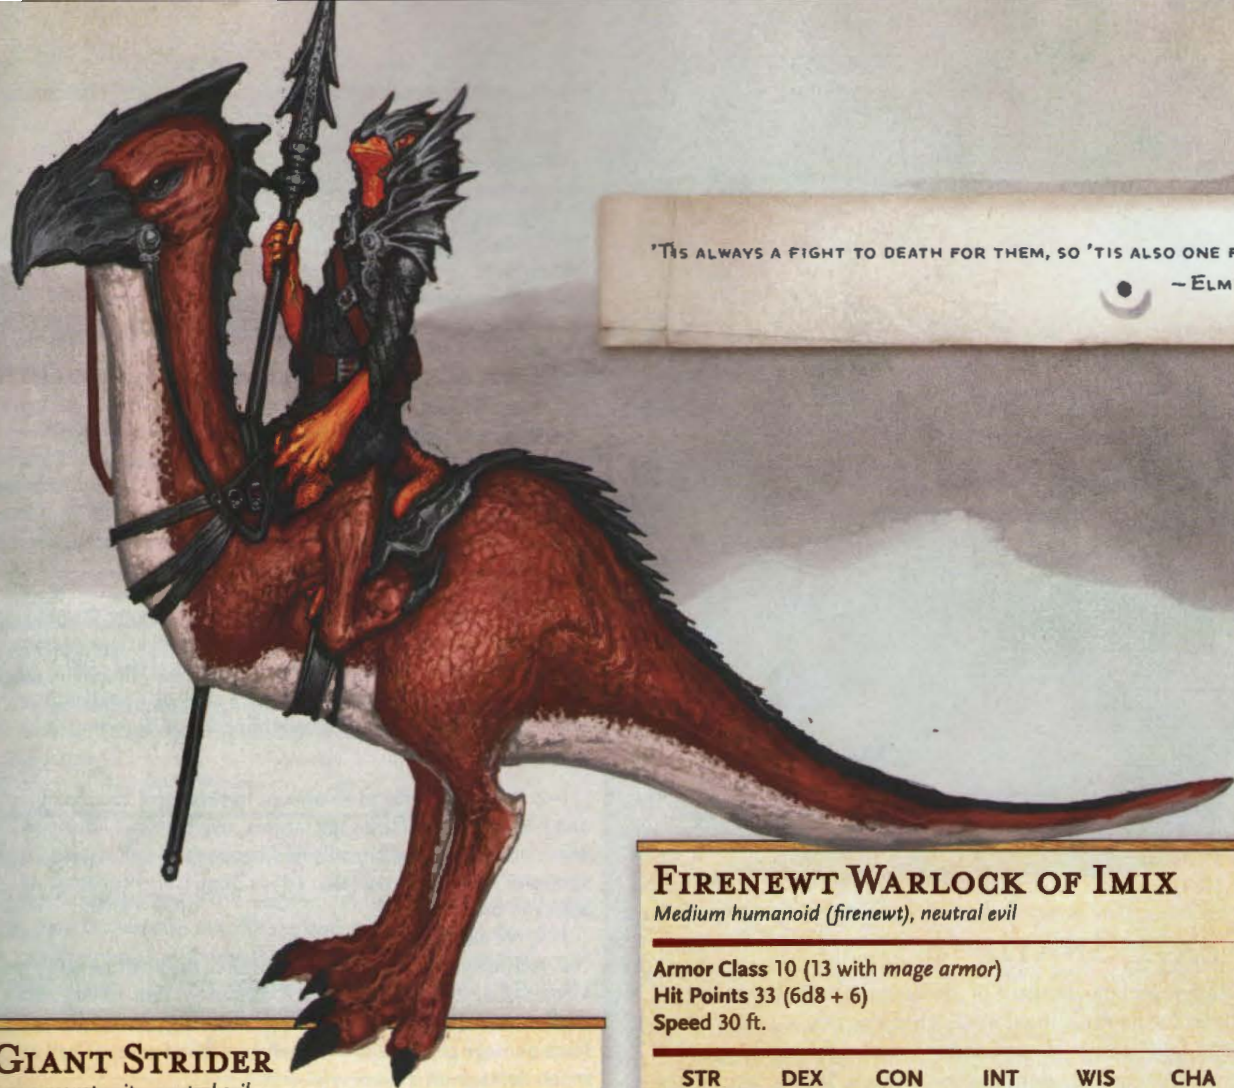 'TIS ALWAYS A FIGHT TO DEATH FOR THEM, SO 'TIS ALSO ONE
— ELM
FIRENEWT WARLOCK OF IMIX
Medium humanoid (firenewt), neutral evil
Armor Class 10 (13 with mage armor)
Hit Points 33 (6d8 + 6)
Speed 30 ft.
STR DEX CON INT WIS CHA
GIANT STRIDER
neutral evil